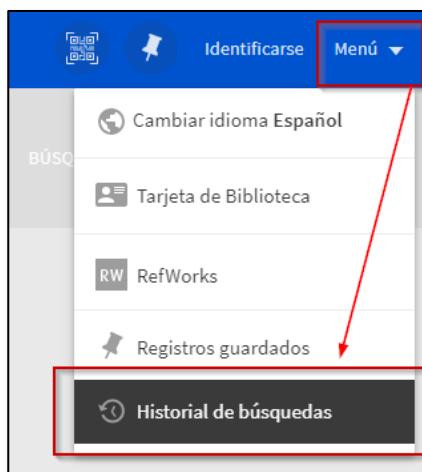 Identificarse Menú
Cambiar idioma Español
BÚSQ
Tarjeta de Biblioteca
RW RefWorks
Registros guardados
Historial de búsquedas